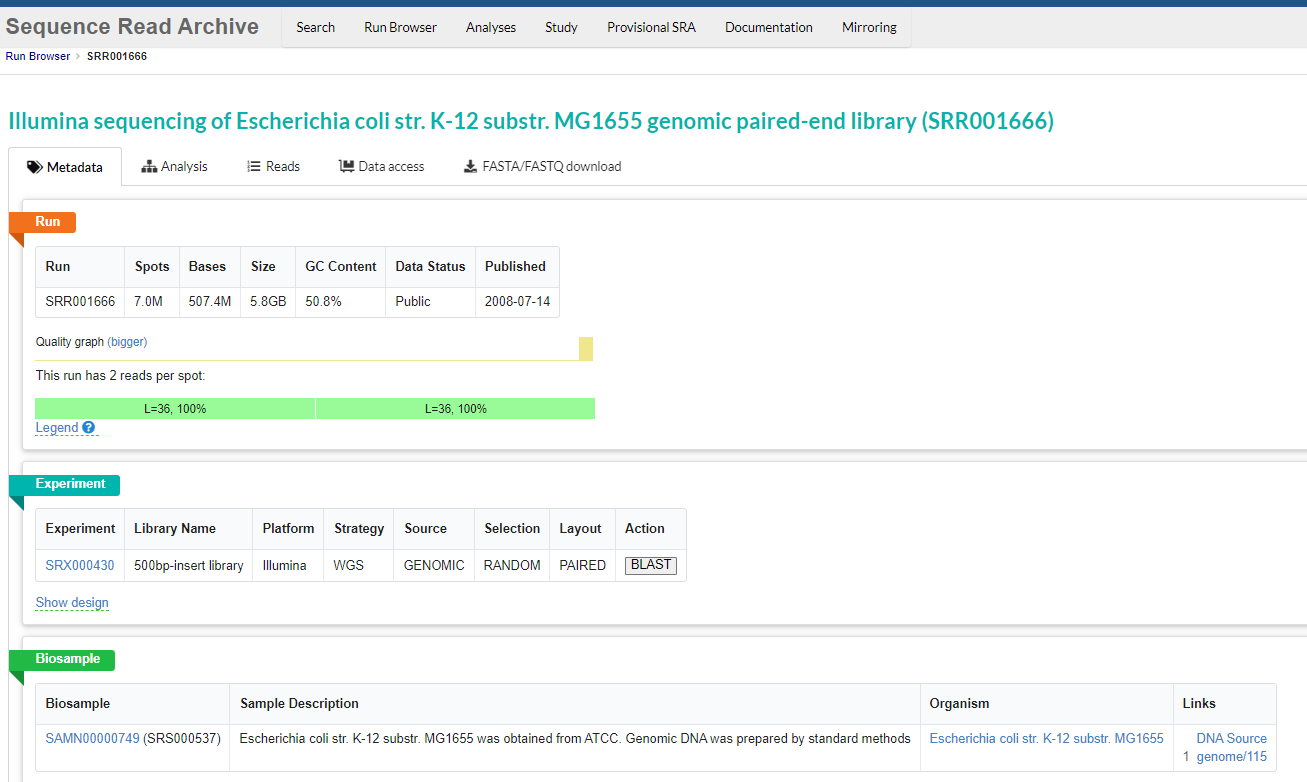 Sequence Read Archive Search Run Browser Analyses Study Provisional SRA Documentation Mirroring
Run Browser › SRR001666
Illumina sequencing of Escherichia coli str. K-12 substr. MG1655 genomic paired-end library (SRR001666)
Metadata Analysis Reads Data access FASTA/FASTQ download
Run
Run Spots Bases Size GC Content Data Status Published
SRR001666 7.0M 507.4M 5.8GB 50.8% Public 2008-07-14
Quality graph (bigger)
This run has 2 reads per spot:
L=36, 100% L=36, 100%
Legend ?
Experiment
Experiment Library Name Platform Strategy Source Selection Layout Action
SRX000430 500bp-insert library Illumina WGS GENOMIC RANDOM PAIRED BLAST
Show design
Biosample
Biosample Sample Description Organism Links
SAMN00000749 (SRS000537) Escherichia coli str. K-12 substr. MG1655 was obtained from ATCC. Genomic DNA was prepared by standard methods Escherichia coli str. K-12 substr. MG1655 DNA Source
1 genome/115